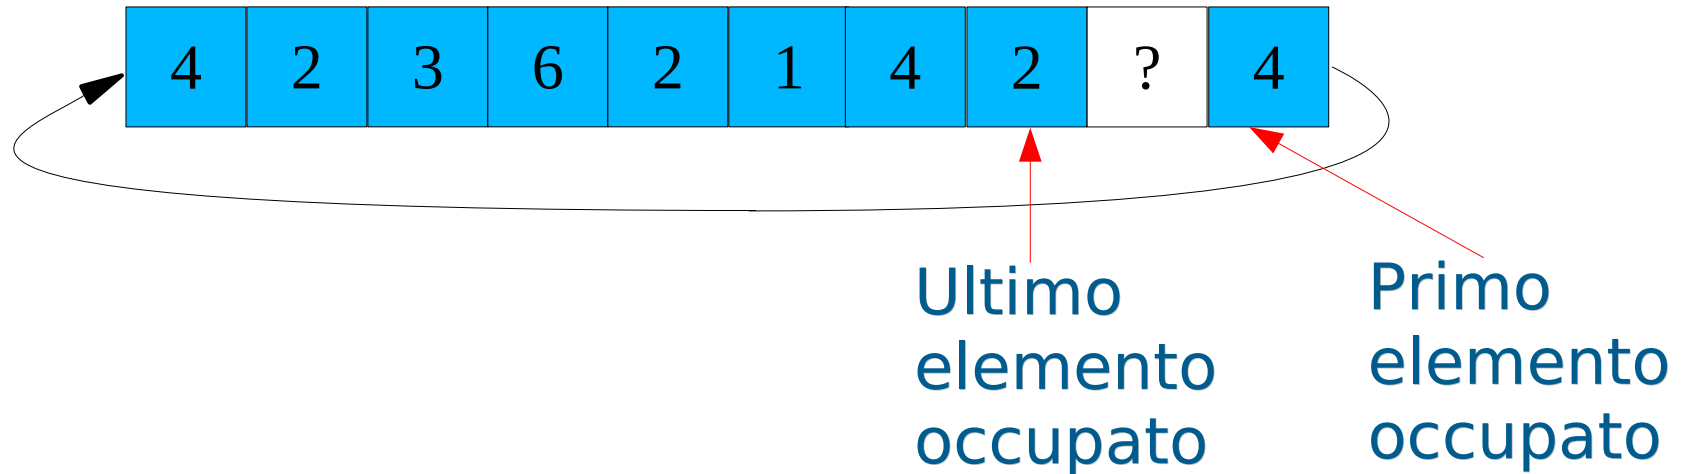 4 2 3 6 2 1 4 2 ? 4
Ultimo
elemento
occupato
Primo
elemento
occupato